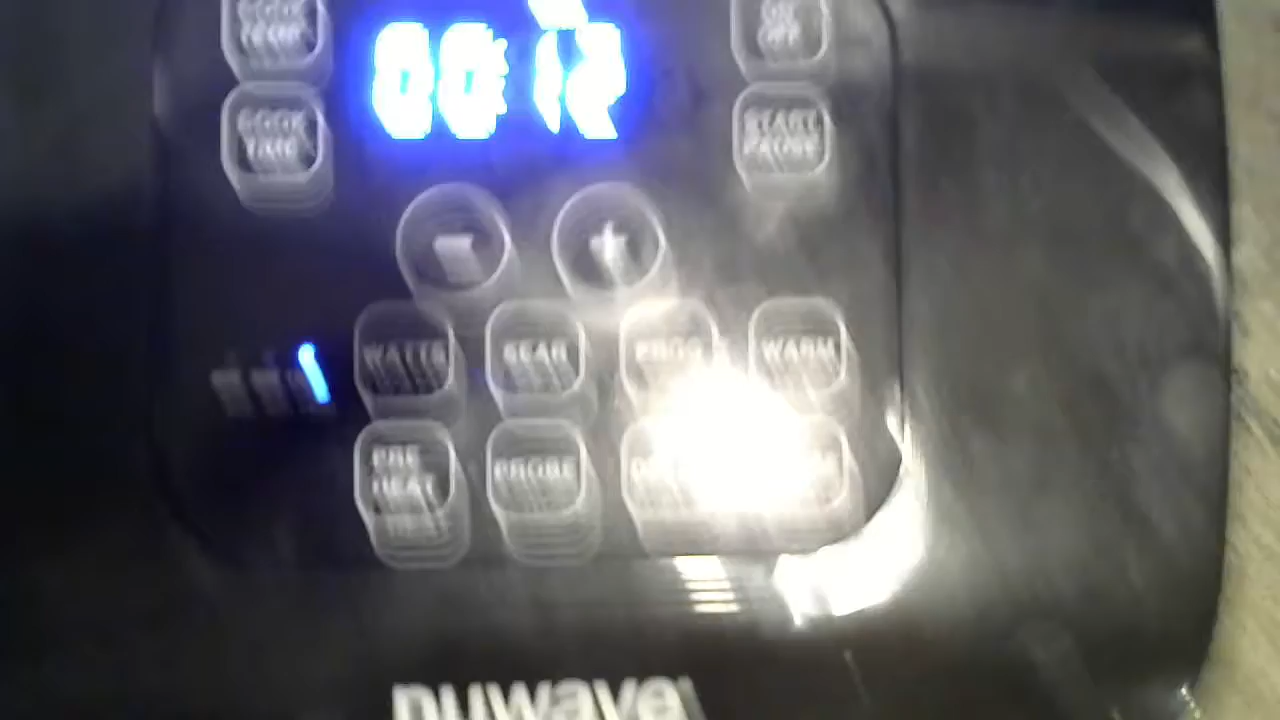 COOK
TEMP
ON
OFF
COOK
TIME
START
PAUSE
WATTS
SEAR
PROG
WARM
PRE
HEAT
PROBE
nuwave